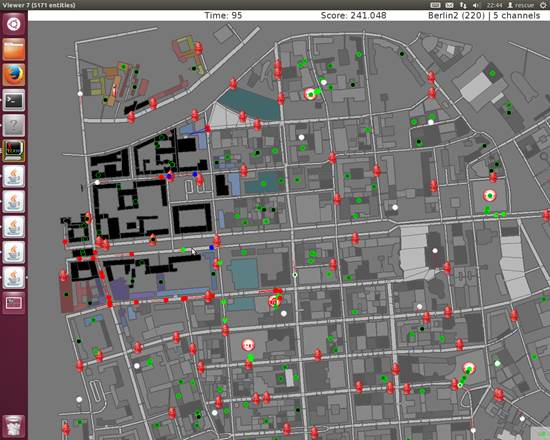 Viewer 7 (5171 entities)
22:44 rescue
Time: 95 Score: 241.048 Berlin2 (220) | 5 channels